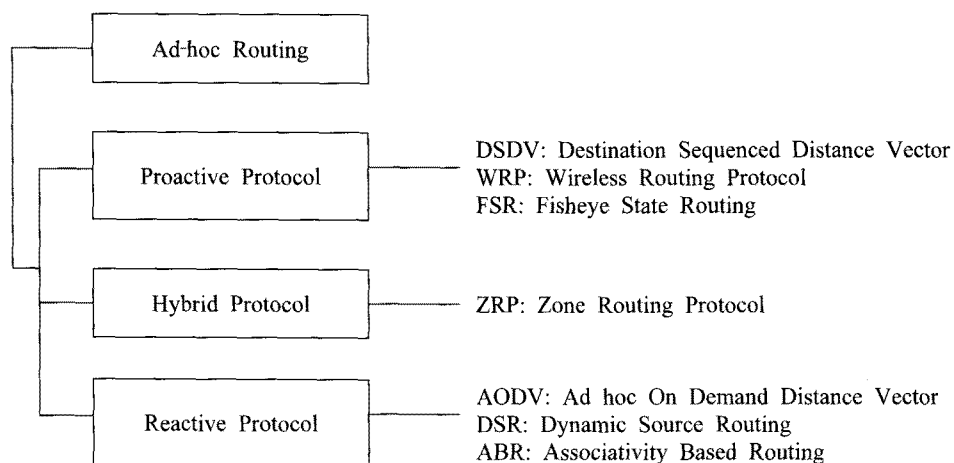 Ad-hoc Routing
Proactive Protocol
DSDV: Destination Sequenced Distance Vector
WRP: Wireless Routing Protocol
FSR: Fisheye State Routing
Hybrid Protocol
ZRP: Zone Routing Protocol
Reactive Protocol
AODV: Ad hoc On Demand Distance Vector
DSR: Dynamic Source Routing
ABR: Associativity Based Routing